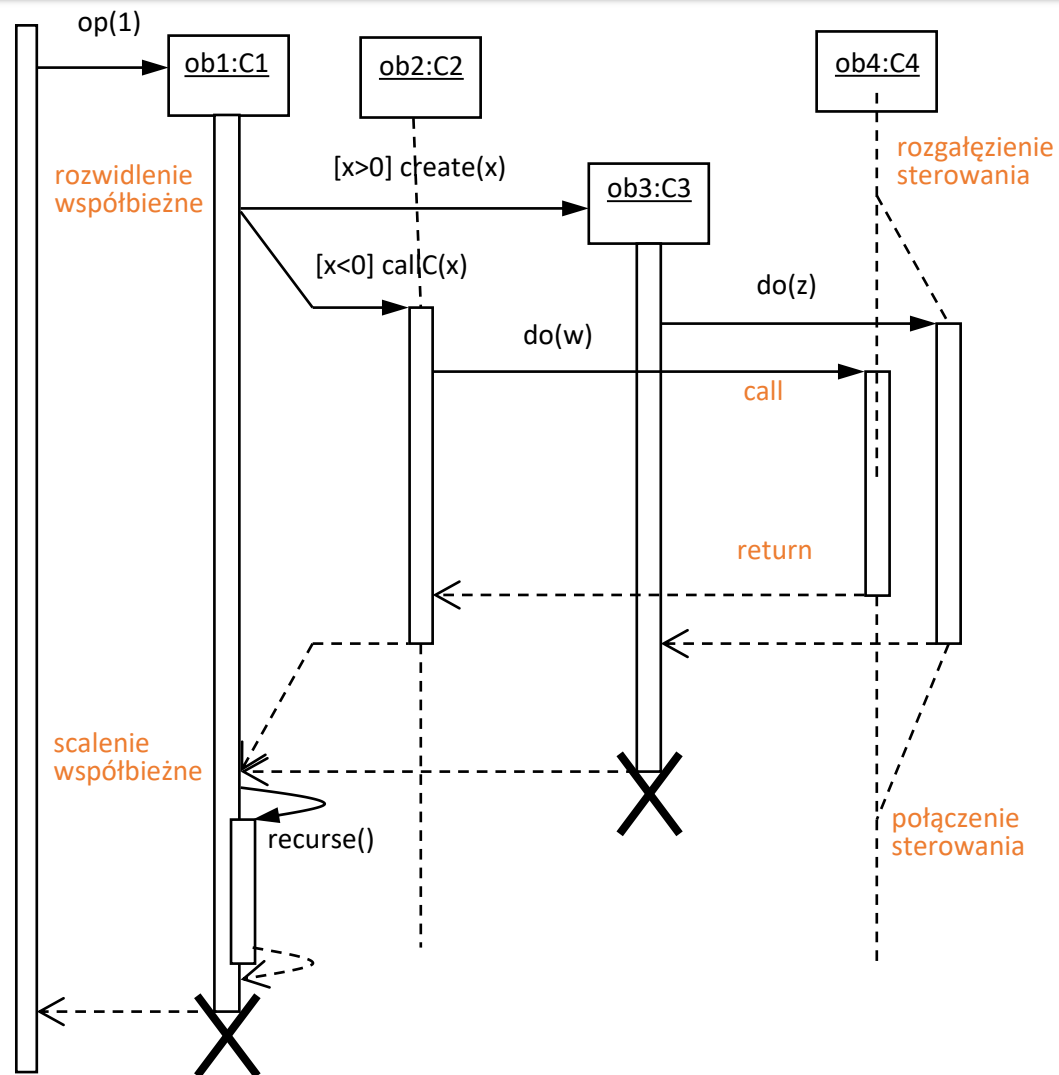 op(1)
ob1:C1
ob2:C2
ob4:C4
rozwidlenie
współbieżne
[x>0] create(x)
rozgałęzienie
sterowania
ob3:C3
[x<0] callC(x)
do(z)
do(w)
call
return
scalenie
współbieżne
recurse()
połączenie
sterowania